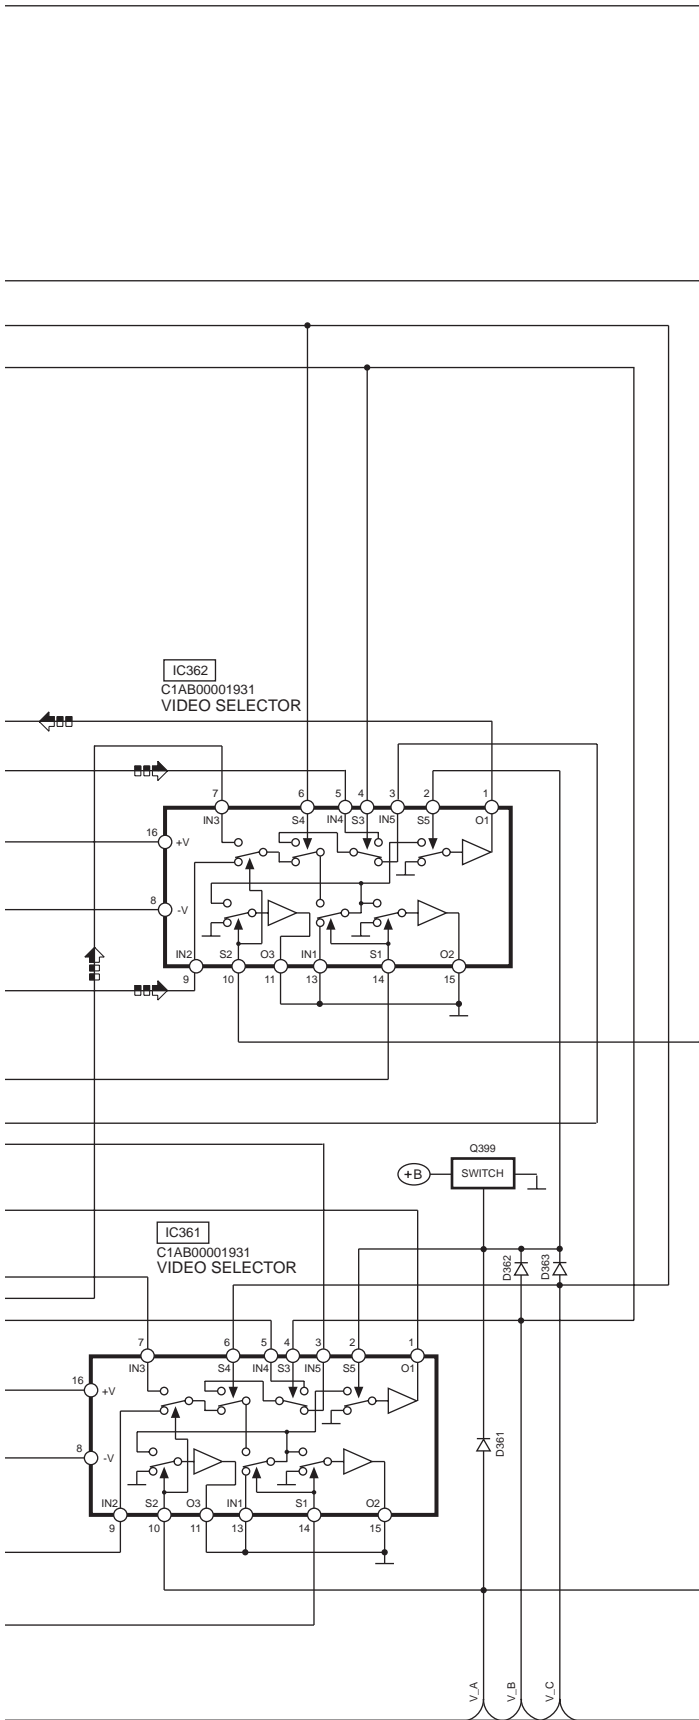 IC362
C1AB00001931
VIDEO SELECTOR
7 6 5 4 3 2 1
IN3 S4 IN4 S3 IN5 S5 O1
16 +V
8 -V
IN2 S2 O3 IN1 S1 O2
9 10 11 13 14 15
Q399
+B SWITCH
IC361
C1AB00001931
VIDEO SELECTOR
D362 D363
7 6 5 4 3 2 1
IN3 S4 IN4 S3 IN5 S5 O1
16 +V
D361
8 -V
IN2 S2 O3 IN1 S1 O2
9 10 11 13 14 15
V_A V_B V_C